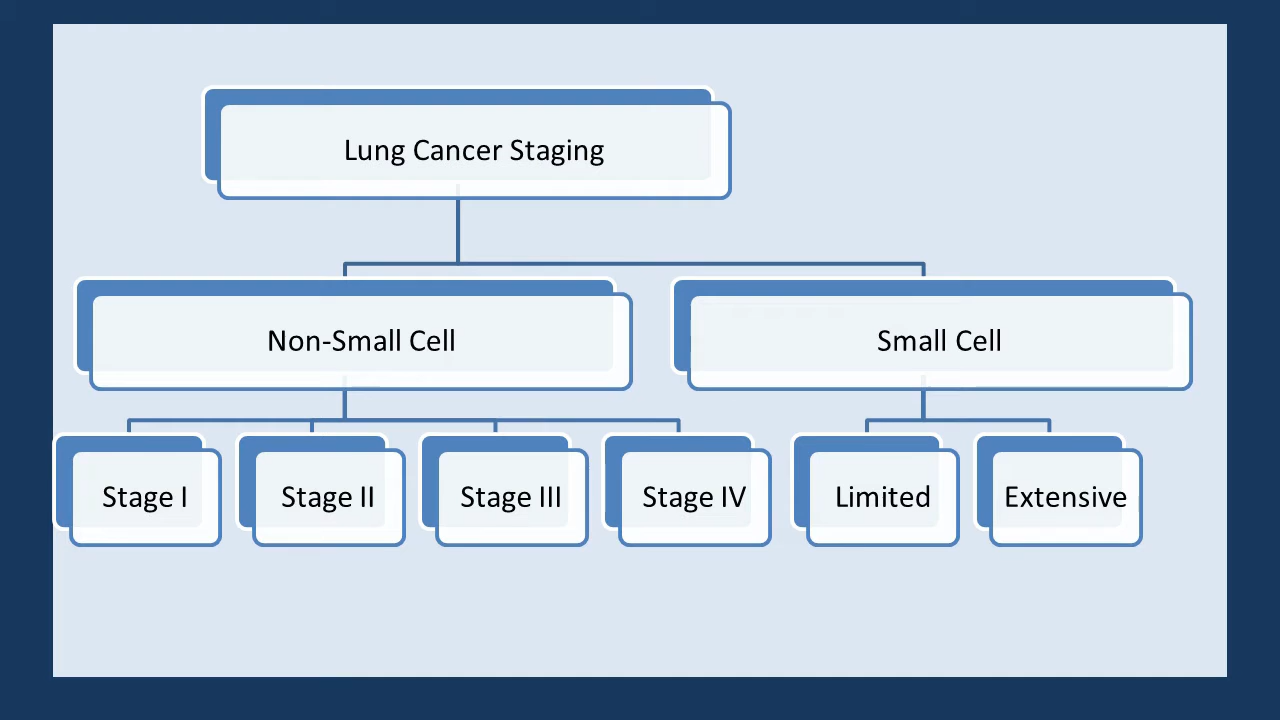 Lung Cancer Staging
Non-Small Cell
Small Cell
Stage I
Stage II
Stage III
Stage IV
Limited
Extensive